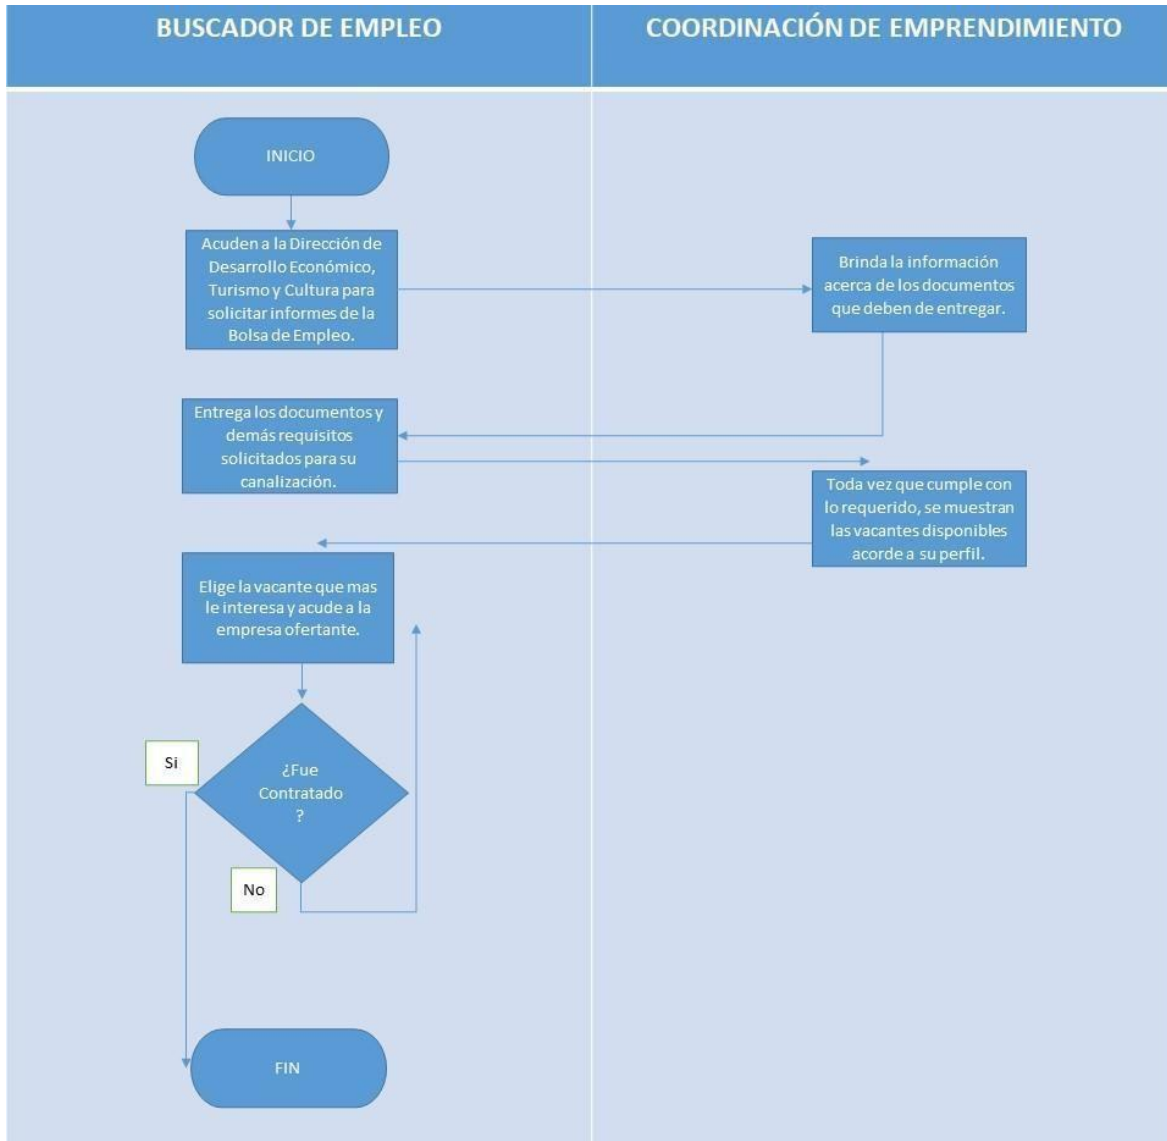 BUSCADOR DE EMPLEO
COORDINACIÓN DE EMPRENDIMIENTO
INICIO
Acuden a la Dirección de
Desarrollo Económico,
Turismo y Cultura para
solicitar informes de la
Bolsa de Empleo.
Brinda la información
acerca de los documentos
que deben de entregar.
Entrega los documentos y
demás requisitos
solicitados para su
canalización.
Toda vez que cumple con
lo requerido, se muestran
las vacantes disponibles
acorde a su perfil.
Elige la vacante que mas
le interesa y acude a la
empresa ofertante.
Si
¿Fue
Contratado
?
No
FIN